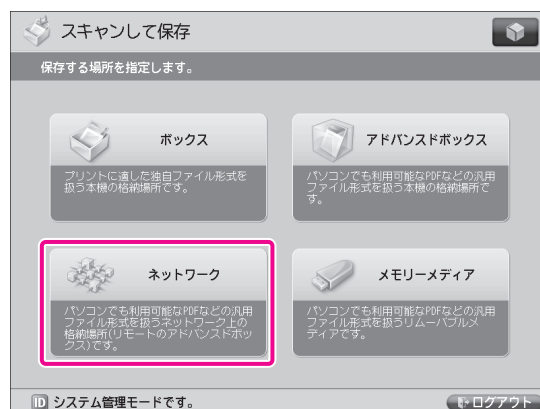 スキャンして保存
保存する場所を指定します。
ボックス
プリントに適した独自ファイル形式を
扱う本機の格納場所です。
アドバンスドボックス
パソコンでも利用可能なPDFなどの汎用
ファイル形式を扱う本機の格納場所で
す。
ネットワーク
パソコンでも利用可能なPDFなどの汎用
ファイル形式を扱うネットワーク上の
格納場所(リモートのアドバンスドボッ
クス)です。
メモリーメディア
パソコンでも利用可能なPDFなどの汎用
ファイル形式を扱うリムーバブルメ
ディアです。
ID システム管理モードです。
ログアウト